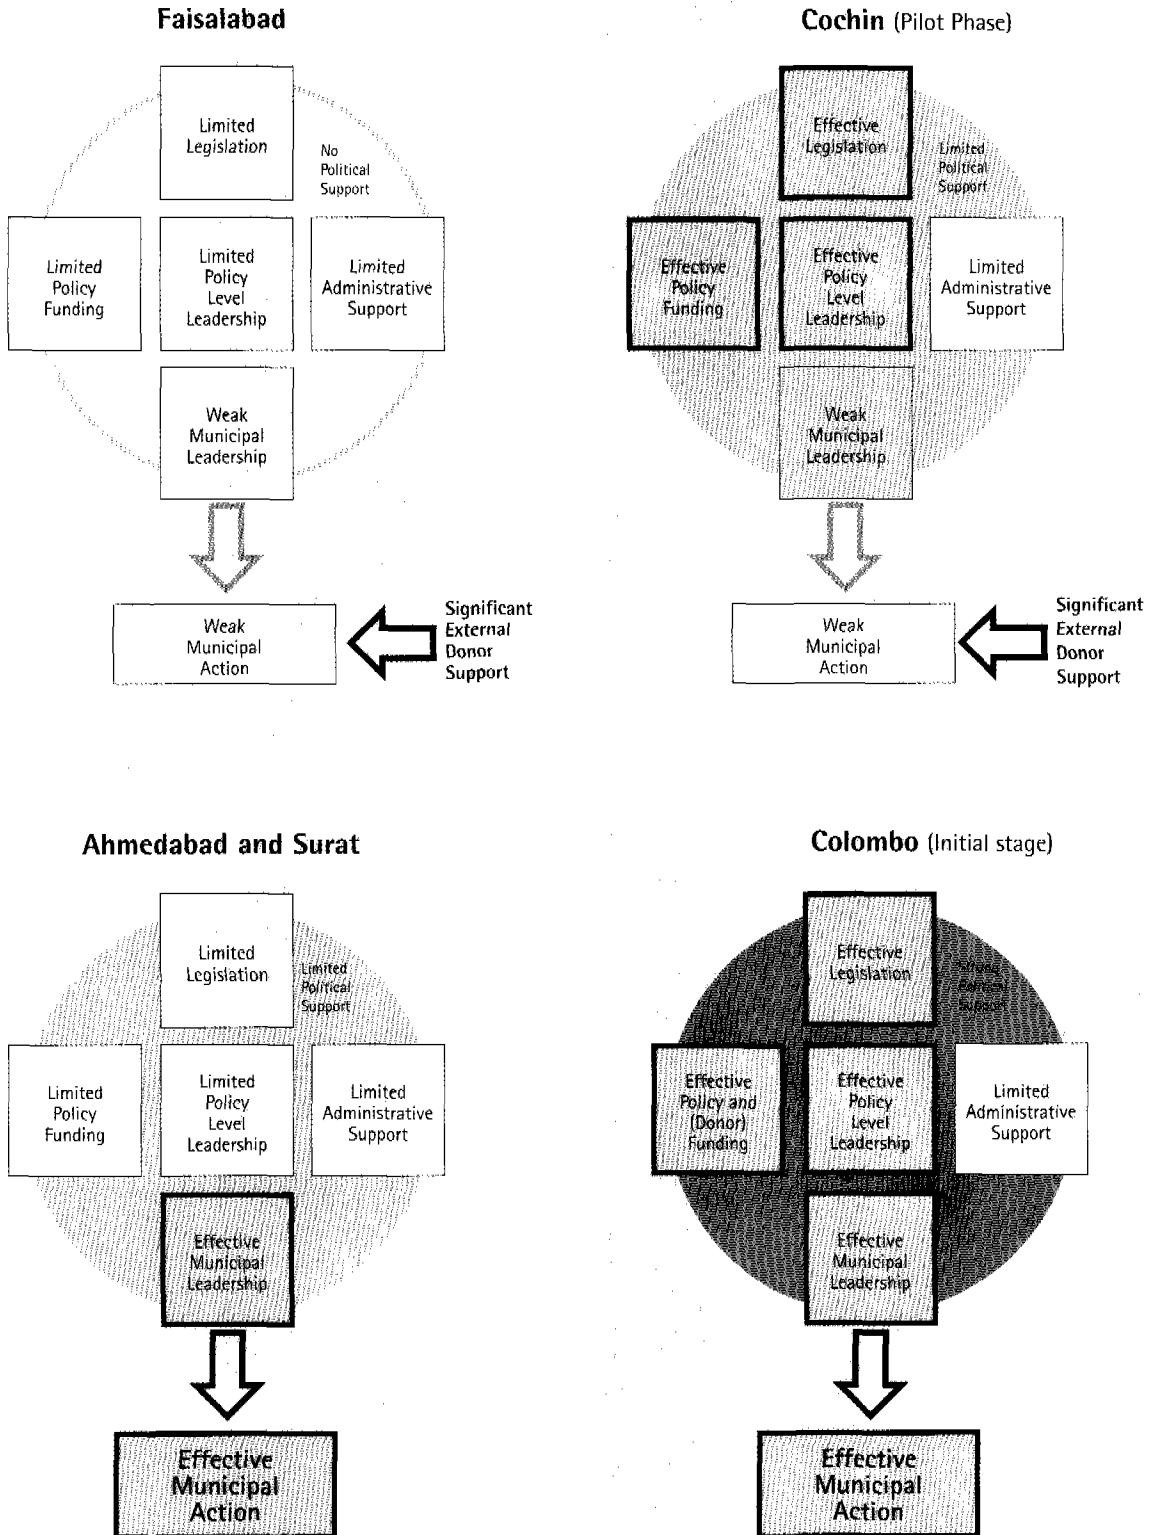 Faisalabad
Limited
Legislation
No
Political
Support
Limited
Policy
Funding
Limited
Policy
Level
Leadership
Limited
Administrative
Support
Weak
Municipal
Leadership
Weak
Municipal
Action
Significant
External
Donor
Support
Cochin (Pilot Phase)
Effective
Legislation
Limited
Political
Support
Effective
Policy
Funding
Effective
Policy
Level
Leadership
Limited
Administrative
Support
Weak
Municipal
Leadership
Weak
Municipal
Action
Significant
External
Donor
Support
Ahmedabad and Surat
Limited
Legislation
Limited
Political
Support
Limited
Policy
Funding
Limited
Policy
Level
Leadership
Limited
Administrative
Support
Effective
Municipal
Leadership
Effective
Municipal
Action
Colombo (Initial stage)
Effective
Legislation
Strong
Political
Support
Effective
Policy and
(Donor)
Funding
Effective
Policy
Level
Leadership
Limited
Administrative
Support
Effective
Municipal
Leadership
Effective
Municipal
Action